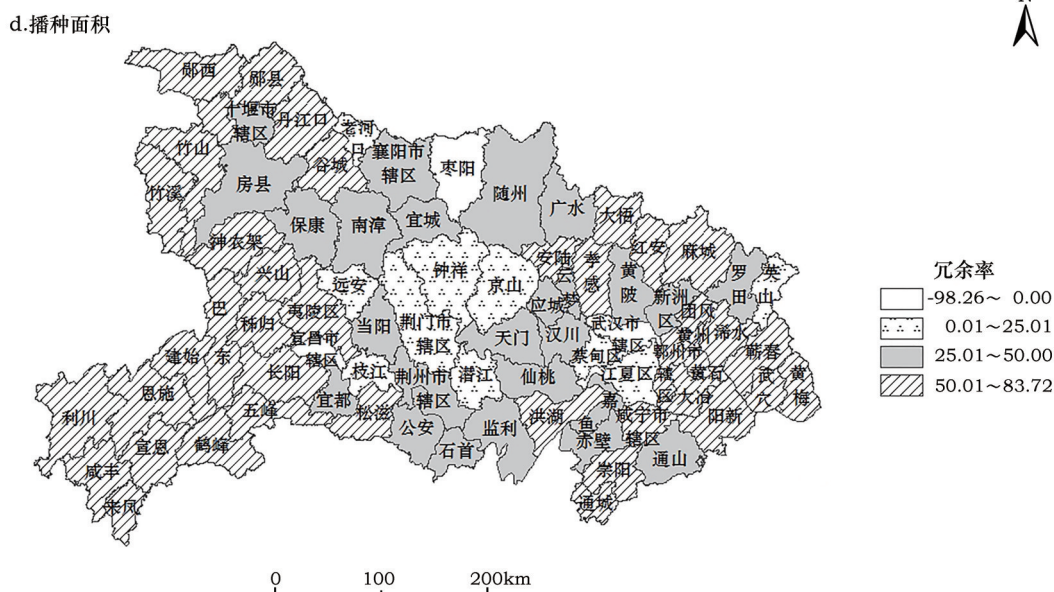 N
d.播种面积
郧西
郧县
十堰市
辖区
丹江口
老河
口
竹山
谷城
襄阳市
辖区
枣阳
随州
竹溪
房县
广水
大悟
保康
南漳
宜城
神农架
安陆
孝
感
红安
麻城
兴山
钟祥
云
梦
黄
陂
罗
田
英
山
远安
京山
巴
东
夷陵区
应城
新洲
区
团风
秭归
当阳
荆门市
辖区
武汉市
辖区
黄州
浠水
宜昌市
辖区
天门
汉川
蔡甸区
鄂州市
辖
区
蕲春
建始
长阳
枝江
荆州市
辖区
潜江
仙桃
江夏区
黄石
武
穴
黄
梅
恩施
宜都
嘉
鱼
大冶
利川
五峰
松滋
公安
监利
洪湖
咸宁市
辖区
阳新
宣恩
鹤峰
石首
赤壁
通山
咸丰
崇阳
来凤
通城
冗余率
-98.26～ 0.00
0.01～25.01
25.01～50.00
50.01～83.72
0 100 200km